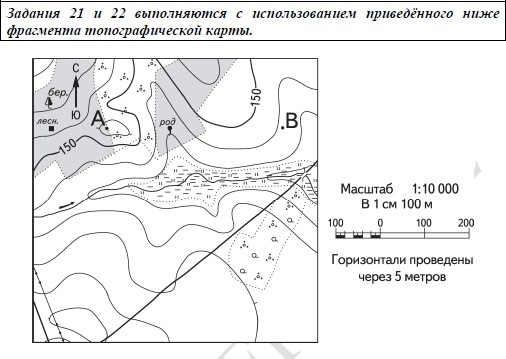 Задания 21 и 22 выполняются с использованием приведённого ниже
фрагмента топографической карты.
С
бер.
лесн.
Ю
А
род
150
В
150
Масштаб 1:10 000
В 1 см 100 м
100 0 100 200
Горизонтали проведены
через 5 метров